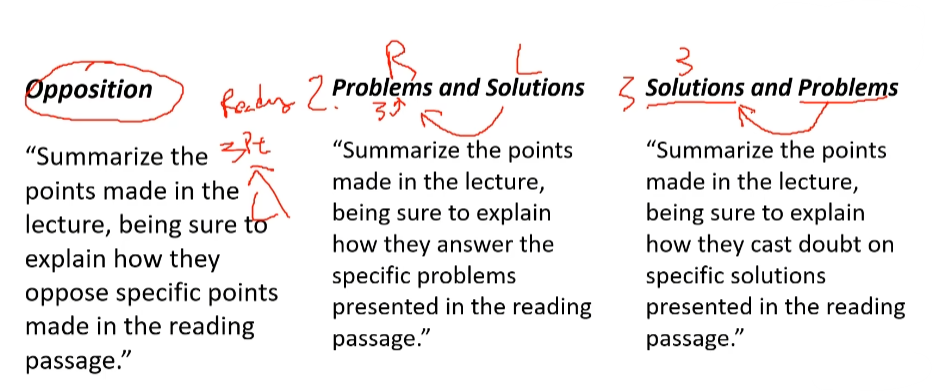 R L 3
Opposition
Reading 2. Problems and Solutions
3 Solutions and Problems
3
3Pt
L
“Summarize the
points made in the
lecture, being sure to
explain how they
oppose specific points
made in the reading
passage.”
“Summarize the points
made in the lecture,
being sure to explain
how they answer the
specific problems
presented in the reading
passage.”
“Summarize the points
made in the lecture,
being sure to explain
how they cast doubt on
specific solutions
presented in the reading
passage.”